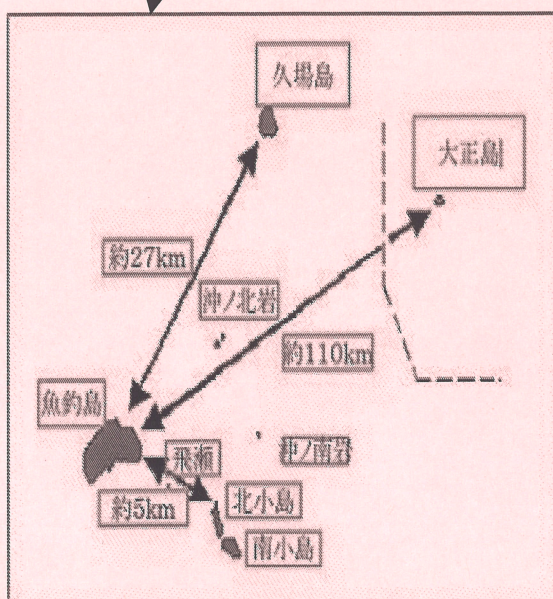 久場島
大正島
約27km
沖ノ北岩
約110km
魚釣島
沖ノ南岩
飛瀬
約5km
北小島
南小島